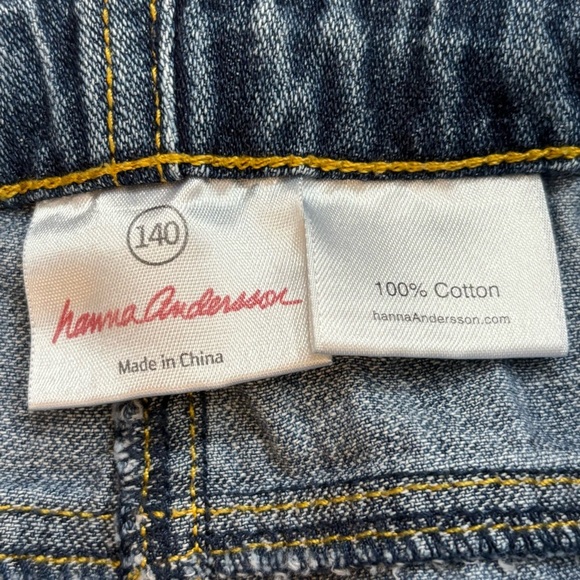 140
hanna Andersson
Made in China
100% Cotton
hannaAndersson.com